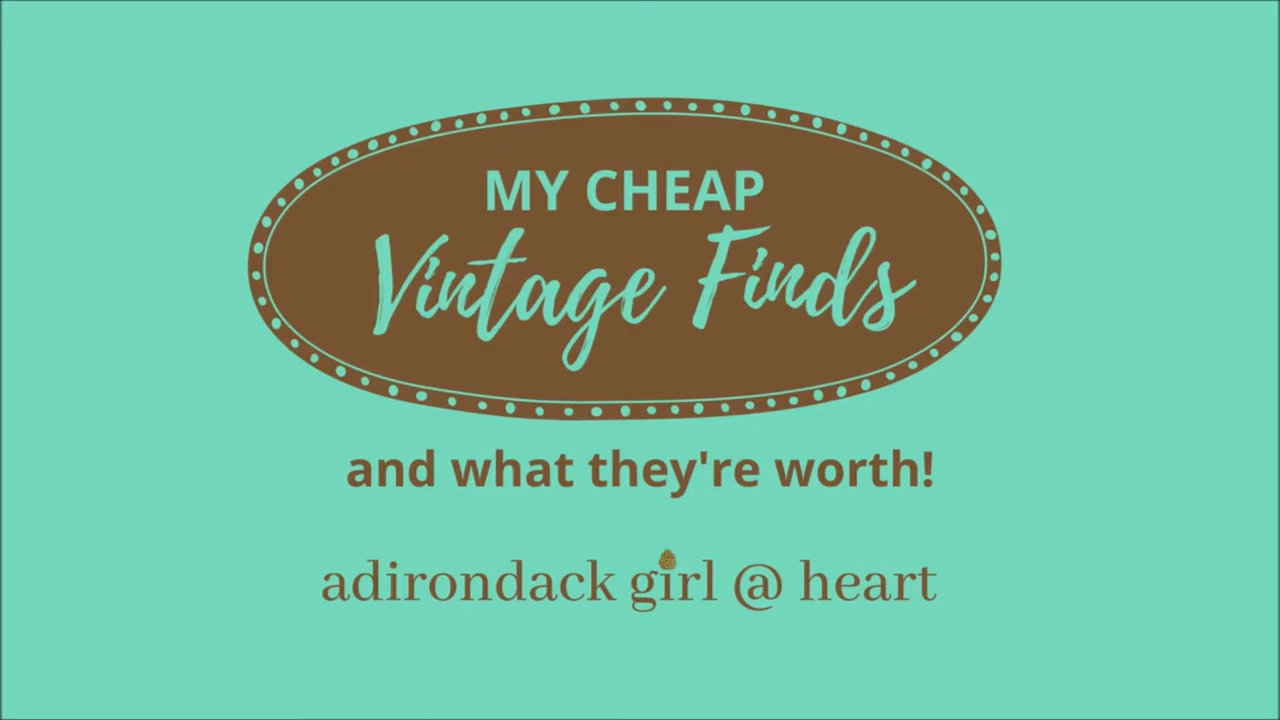 MY CHEAP
Vintage Finds
and what they're worth!
adirondack girl @ heart